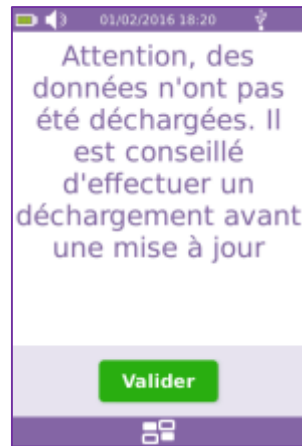 01/02/2016 18:20
Attention, des
données n'ont pas
été déchargées. Il
est conseillé
d'effectuer un
déchargement avant
une mise à jour
Valider